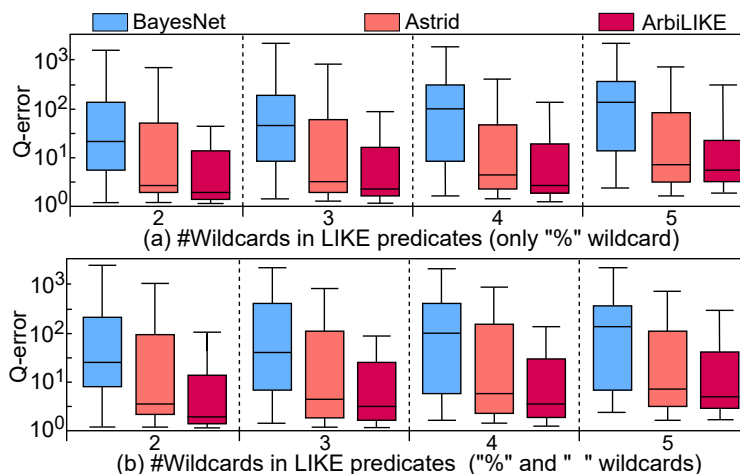 BayesNet Astrid ArbiLIKE
Q-error
10³
10²
10¹
10⁰
2 3 4 5
(a) #Wildcards in LIKE predicates (only "%" wildcard)
Q-error
10³
10²
10¹
10⁰
2 3 4 5
(b) #Wildcards in LIKE predicates ("%" and "_" wildcards)